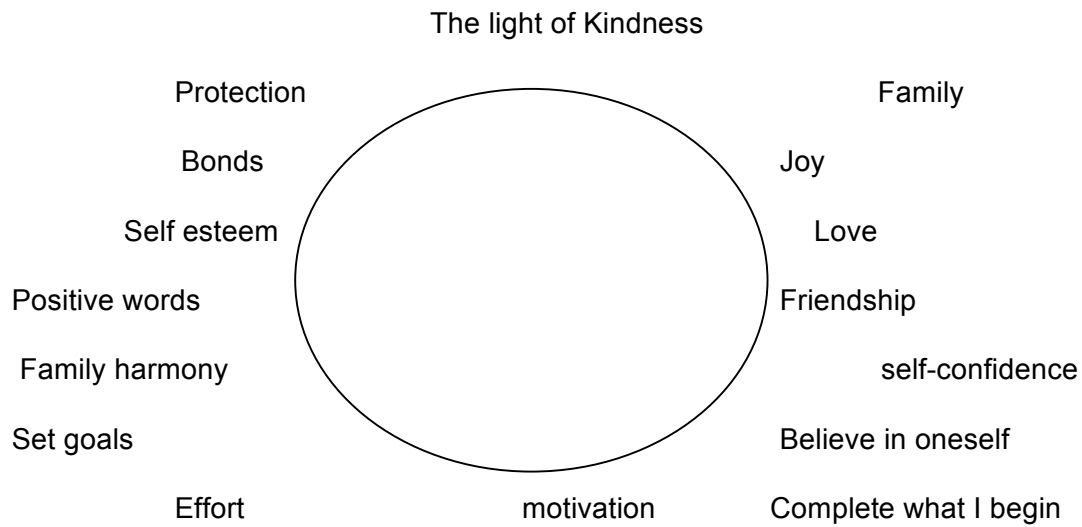 The light of Kindness
Protection Family
Bonds Joy
Self esteem Love
Positive words Friendship
Family harmony self-confidence
Set goals Believe in oneself
Effort motivation Complete what I begin